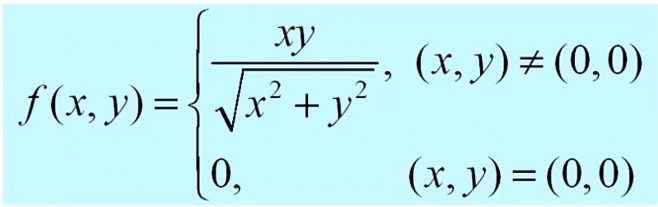 f(x, y) = { xy / √(x² + y²), (x, y) ≠ (0, 0)
0, (x, y) = (0, 0)